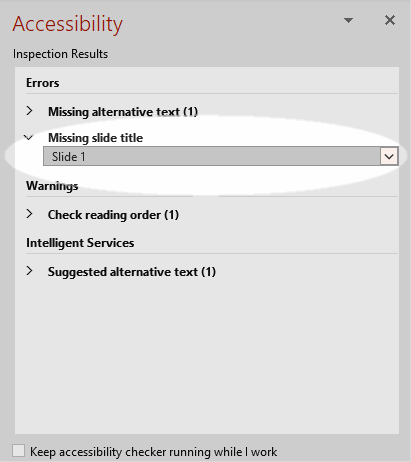 Accessibility
Inspection Results
Errors
Missing alternative text (1)
Missing slide title
Slide 1
Warnings
Check reading order (1)
Intelligent Services
Suggested alternative text (1)
Keep accessibility checker running while I work